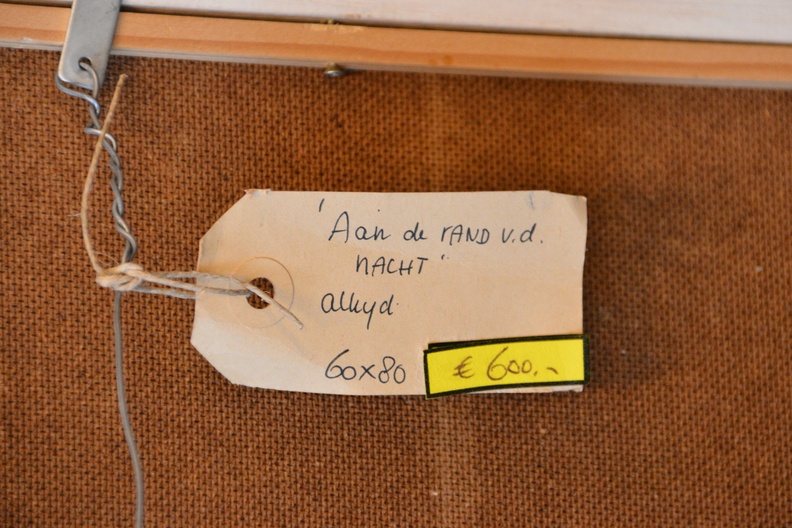 'Aan de RAND v.d.
NACHT'
alkyd
60x80
€ 600.-